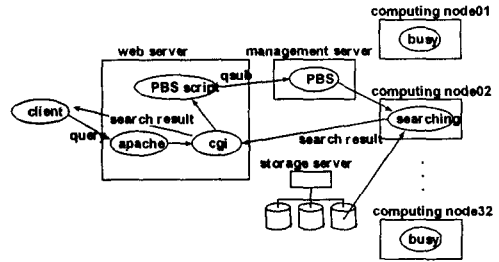 computing node01
busy
web server
management server
qsub
PBS script
PBS
computing node02
client
search result
searching
query
apache
cgi
search result
storage server
computing node32
busy